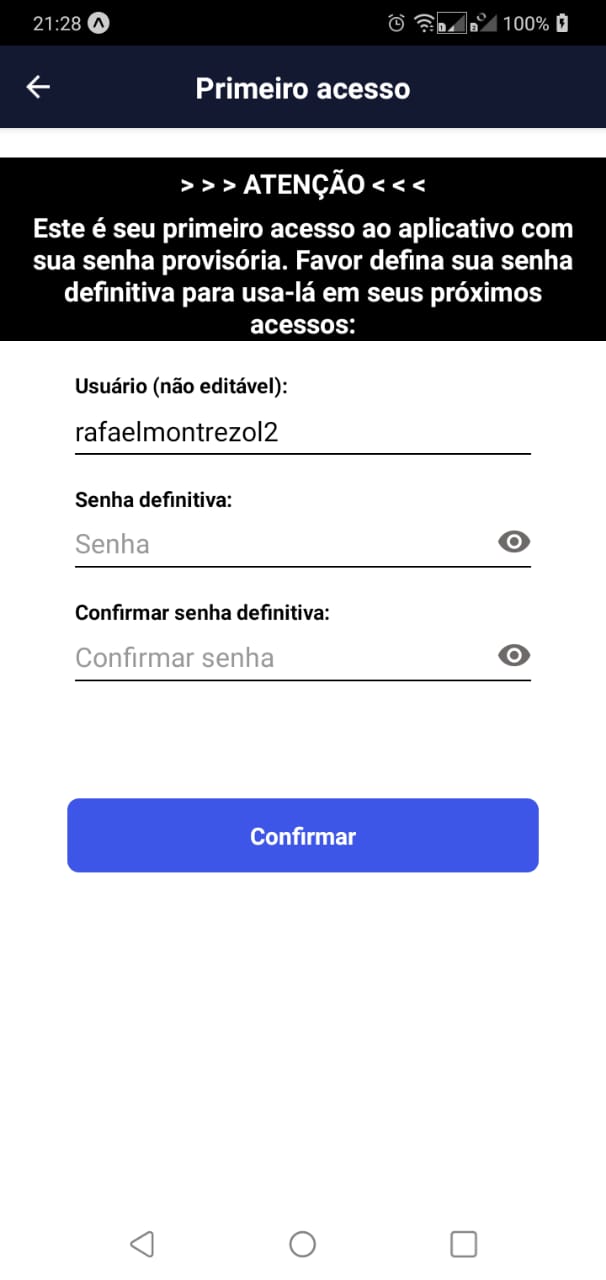 21:28
100%
Primeiro acesso
> > > ATENÇÃO < < <
Este é seu primeiro acesso ao aplicativo com
sua senha provisória. Favor defina sua senha
definitiva para usa-lá em seus próximos
acessos:
Usuário (não editável):
rafaelmontrezol2
Senha definitiva:
Senha
Confirmar senha definitiva:
Confirmar senha
Confirmar